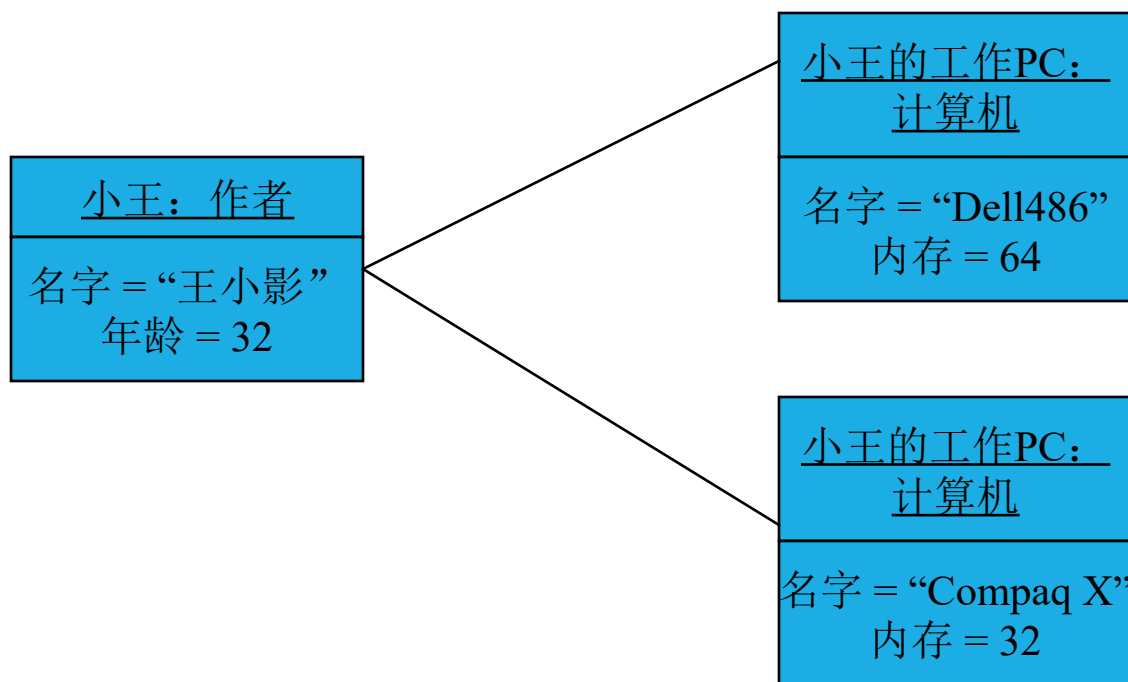 小王：作者
名字 = “王小影”
年龄 = 32
小王的工作PC：
计算机
名字 = “Dell486”
内存 = 64
小王的工作PC：
计算机
名字 = “Compaq X”
内存 = 32